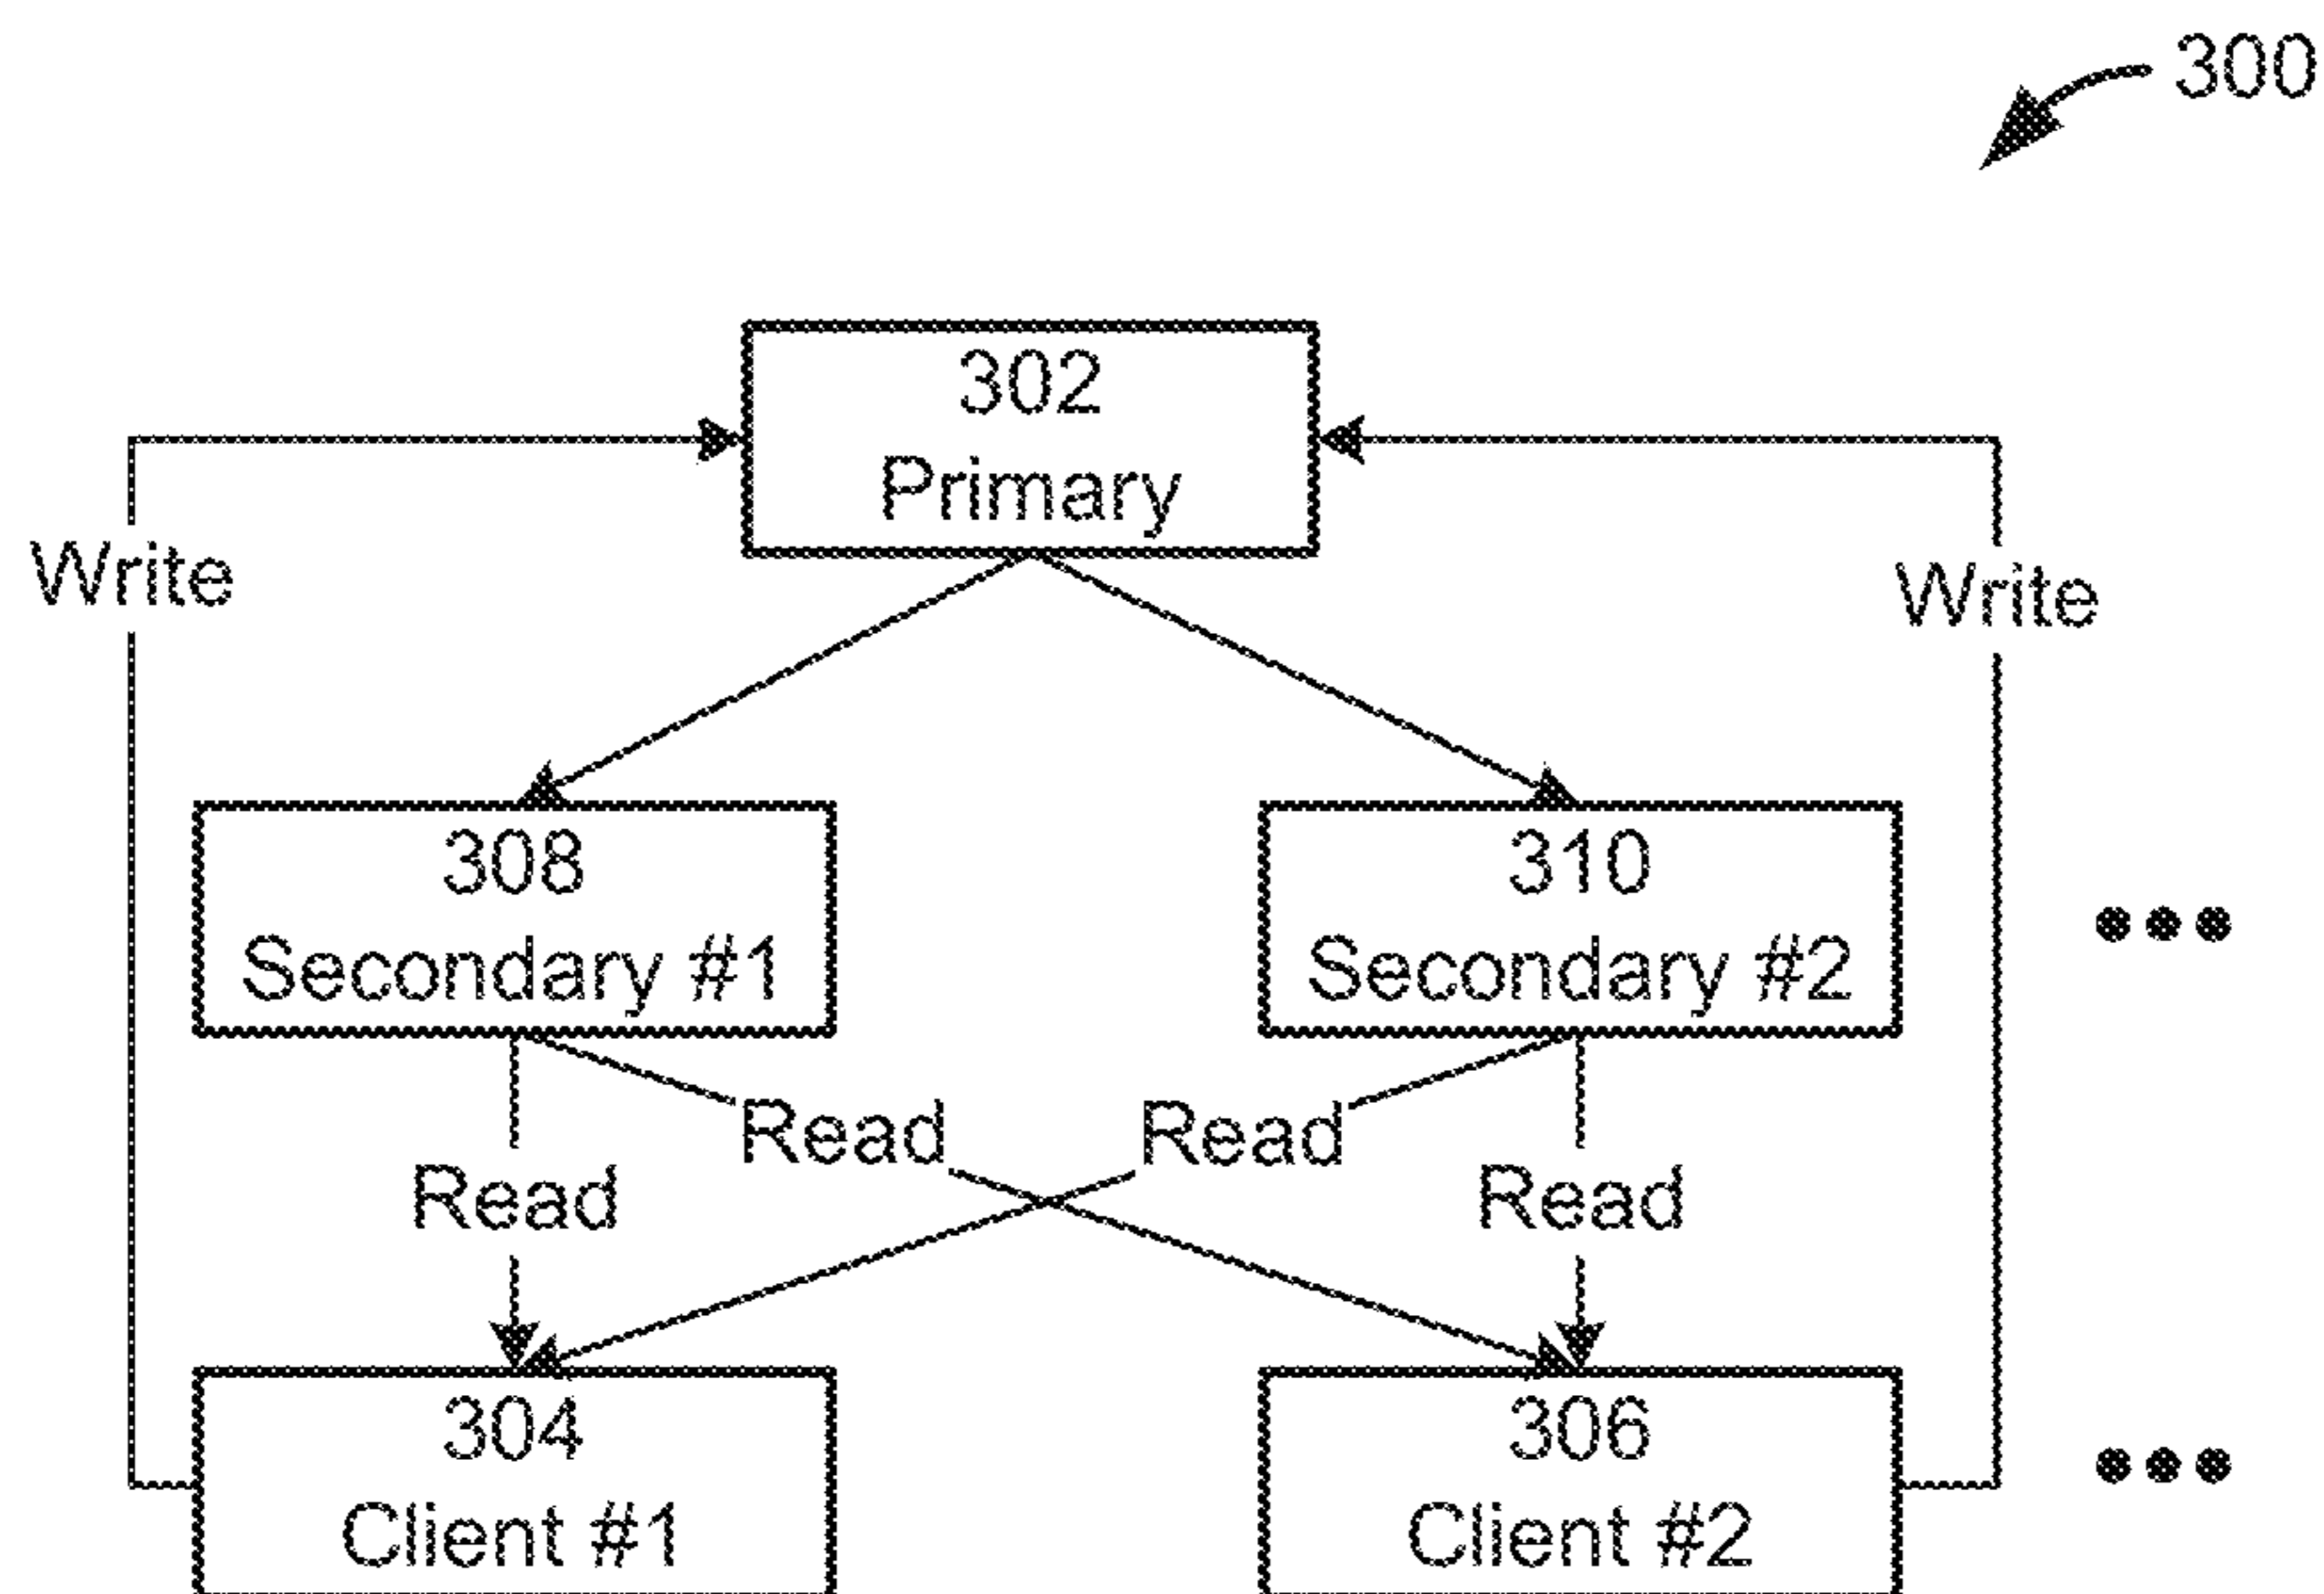 300
302
Primary
Write
Write
308
Secondary #1
310
Secondary #2
Read
Read
Read
Read
304
Client #1
306
Client #2